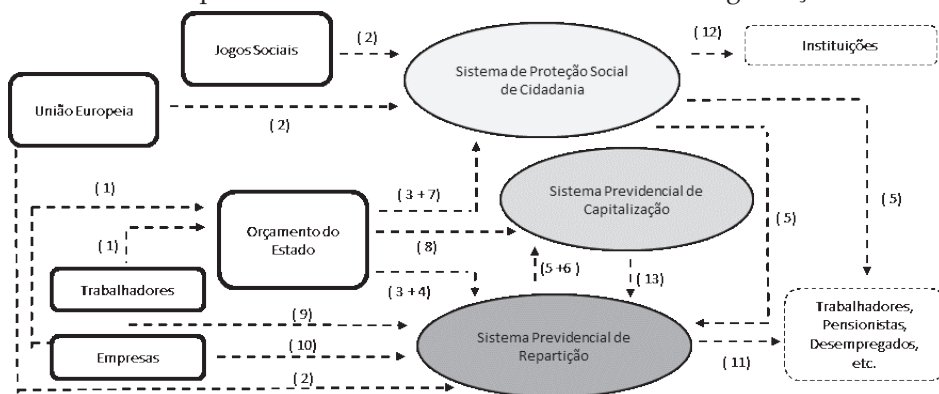 ( 2)
(12)
Jogos Sociais
Instituições
Sistema de Proteção Social
de Cidadania
União Europeia
( 2)
( 1)
(3 + 7)
Sistema Previdencial de
Capitalização
( 5)
( 5)
Orçamento do
Estado
( 1)
( 8)
(5 +6 )
( 13)
(3 + 4)
Trabalhadores
Trabalhadores,
Pensionistas,
Desempregados,
etc.
( 9)
Sistema Previdencial de
Repartição
( 10)
Empresas
( 11)
( 2)